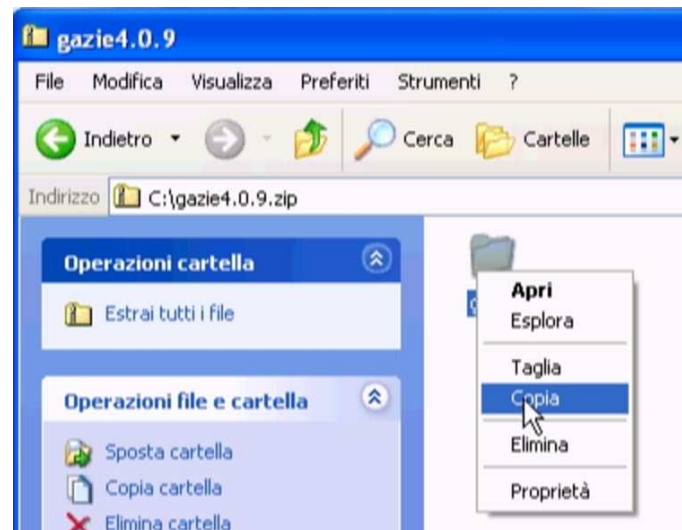 gazie4.0.9
File Modifica Visualizza Preferiti Strumenti ?
Indietro Cerca Cartelle
Indirizzo C:\gazie4.0.9.zip
Operazioni cartella
Estrai tutti i file
Operazioni file e cartella
Sposta cartella
Copia cartella
Elimina cartella
Apri
Esplora
Taglia
Copia
Elimina
Proprietà